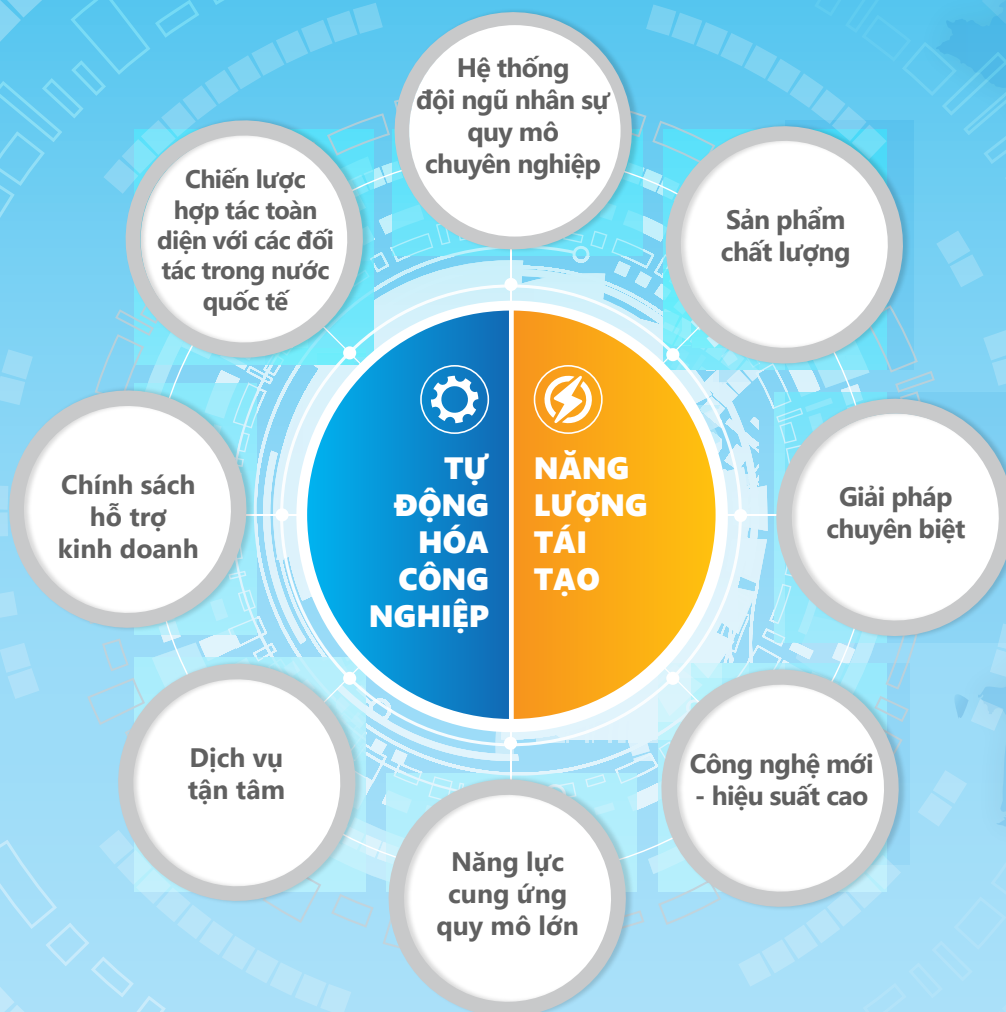 Hệ thống
đội ngũ nhân sự
quy mô
chuyên nghiệp
Sản phẩm
chất lượng
Giải pháp
chuyên biệt
Công nghệ mới
- hiệu suất cao
Năng lực
cung ứng
quy mô lớn
Dịch vụ
tận tâm
Chính sách
hỗ trợ
kinh doanh
Chiến lược
hợp tác toàn
diện với các đối
tác trong nước
quốc tế
TỰ
ĐỘNG
HÓA
CÔNG
NGHIỆP
NĂNG
LƯỢNG
TÁI
TẠO